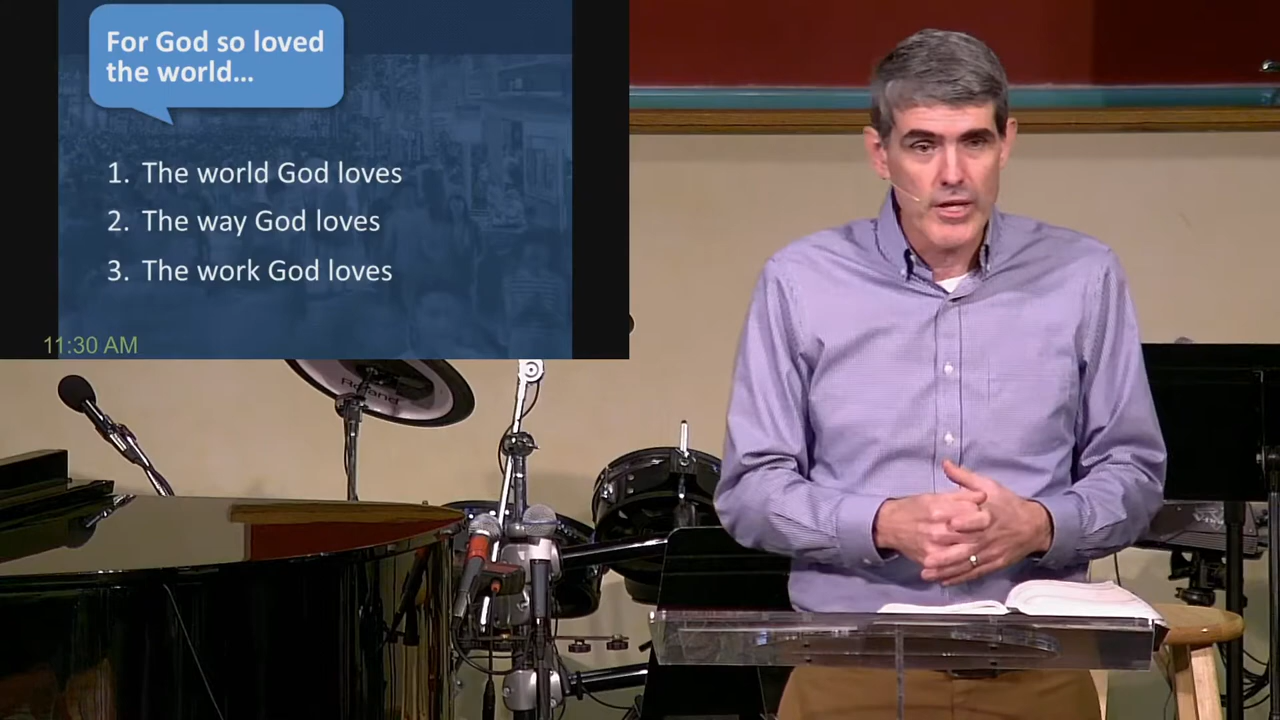 For God so loved
the world...
1. The world God loves
2. The way God loves
3. The work God loves
11:30 AM
Roland